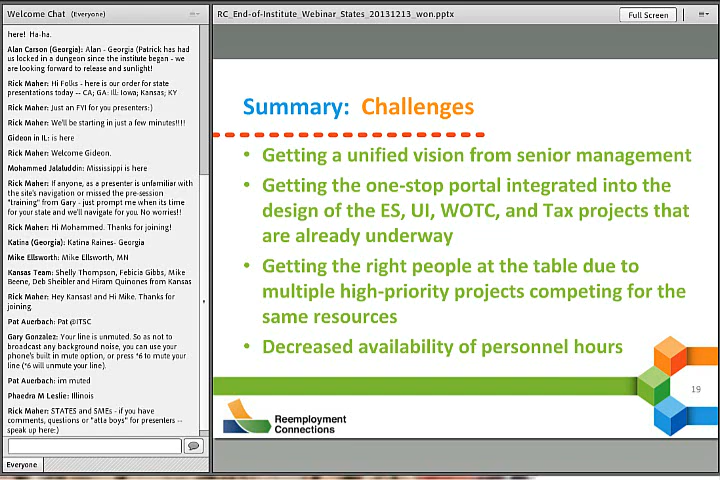 Welcome Chat (Everyone)
here! Ha-ha.
Alan Carson (Georgia): Alan - Georgia (Patrick has had
us locked in a dungeon since the institute began - we
are looking forward to release and sunlight!
Rick Maher: Hi Folks - here is our order for state
presentations today -- CA; GA: Ill: Iowa; Kansas; KY
Rick Maher: Just an FYI for you presenters:)
Rick Maher: We'll be starting in just a few minutes!!!!
Gideon in IL: is here
Rick Maher: Welcome Gideon.
Mohammed Jalaluddin: Mississippi is here
Rick Maher: If anyone, as a presenter is unfamiliar with
the site's navigation or missed the pre-session
"training" from Gary - just prompt me when its time
for your state and we'll navigate for you. No worries!!
Rick Maher: Hi Mohammed. Thanks for joining!
Katina (Georgia): Katina Raines- Georgia
Mike Ellsworth: Mike Ellsworth, MN
Kansas Team: Shelly Thompson, Febicia Gibbs, Mike
Beene, Deb Sheibler and Hiram Quinones from Kansas
Rick Maher: Hey Kansas! and Hi Mike. Thanks for
joining.
Pat Auerbach: Pat @ITSC
Gary Gonzalez: Your line is unmuted. So as not to
broadcast any background noise, you can use your
phone's built in mute option, or press *6 to mute your
line (*6 will unmute your line).
Pat Auerbach: im muted
Phaedra M Leslie: Illinois
Rick Maher: STATES and SMEs - if you have
comments, questions or "atta boys" for presenters --
speak up here:)
Everyone
RC_End-of-Institute_Webinar_States_20131213_won.pptx
Full Screen
Summary: Challenges
• Getting a unified vision from senior management
• Getting the one-stop portal integrated into the
design of the ES, UI, WOTC, and Tax projects that
are already underway
• Getting the right people at the table due to
multiple high-priority projects competing for the
same resources
• Decreased availability of personnel hours
19
Reemployment
Connections